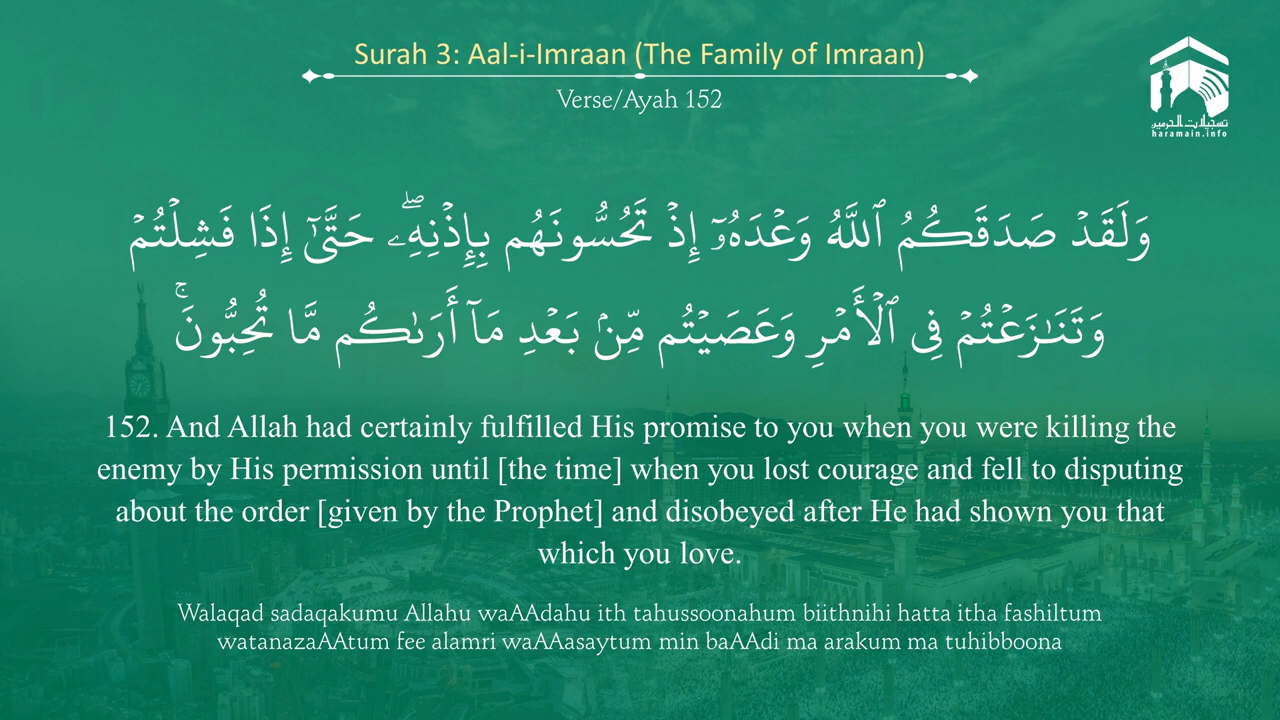 Surah 3: Aal-i-Imraan (The Family of Imraan)
Verse/Ayah 152
تسجيلات الحرمين
haramain.info
وَلَقَدْ صَدَقَكُمُ ٱللَّهُ وَعْدَهُۥٓ إِذْ تَحُسُّونَهُم بِإِذْنِهِۦۖ حَتَّىٰٓ إِذَا فَشِلْتُمْ
وَتَنَـٰزَعْتُمْ فِى ٱلْأَمْرِ وَعَصَيْتُم مِّنۢ بَعْدِ مَآ أَرَىٰكُم مَّا تُحِبُّونَۚ
152. And Allah had certainly fulfilled His promise to you when you were killing the
enemy by His permission until [the time] when you lost courage and fell to disputing
about the order [given by the Prophet] and disobeyed after He had shown you that
which you love.
Walaqad sadaqakumu Allahu waAAdahu ith tahussoonahum biithnihi hatta itha fashiltum
watanazaAAtum fee alamri waAAasaytum min baAAdi ma arakum ma tuhibboona